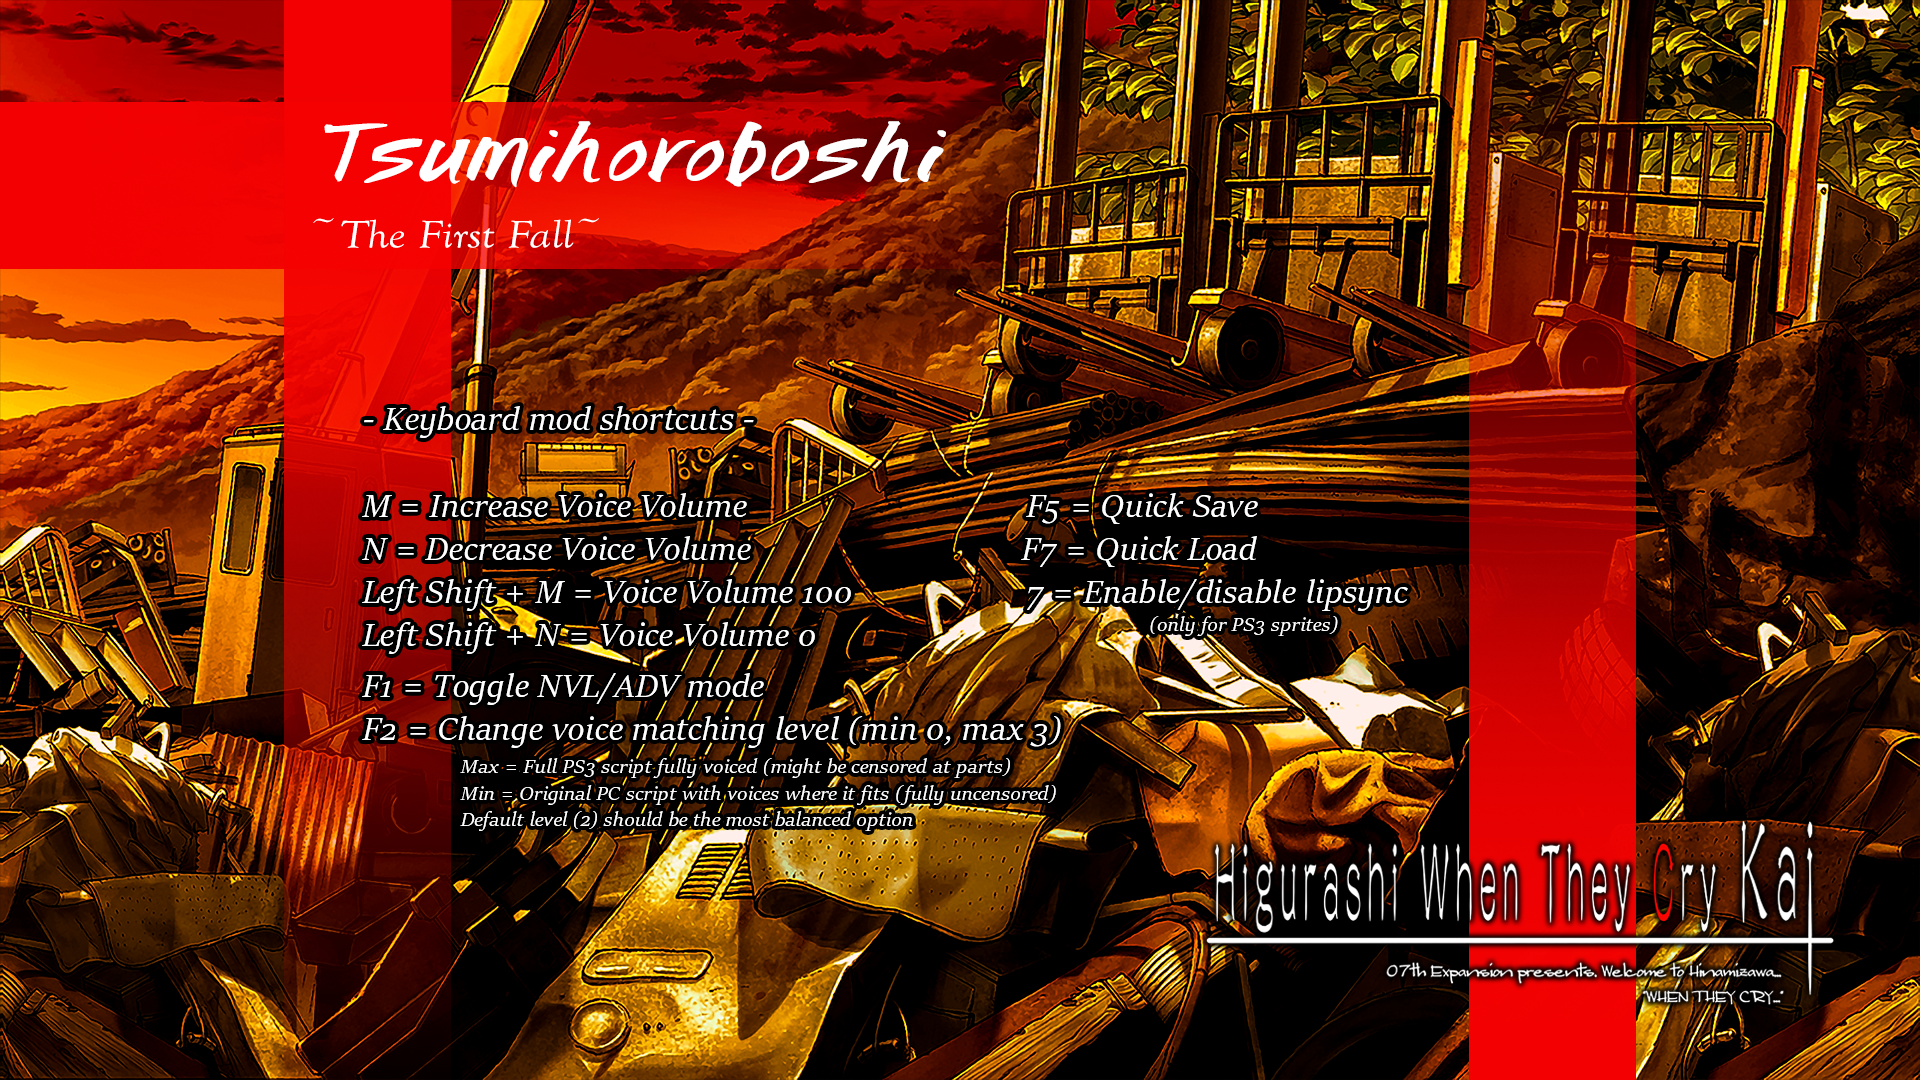 Tsumihoroboshi
~The First Fall~
- Keyboard mod shortcuts -
M = Increase Voice Volume
N = Decrease Voice Volume
Left Shift + M = Voice Volume 100
Left Shift + N = Voice Volume 0
F1 = Toggle NVL/ADV mode
F2 = Change voice matching level (min 0, max 3)
Max = Full PS3 script fully voiced (might be censored at parts)
Min = Original PC script with voices where it fits (fully uncensored)
Default level (2) should be the most balanced option
F5 = Quick Save
F7 = Quick Load
7 = Enable/disable lipsync
(only for PS3 sprites)
Higurashi When They Cry Kai
07th Expansion presents. Welcome to Hinamizawa...
"WHEN THEY CRY..."